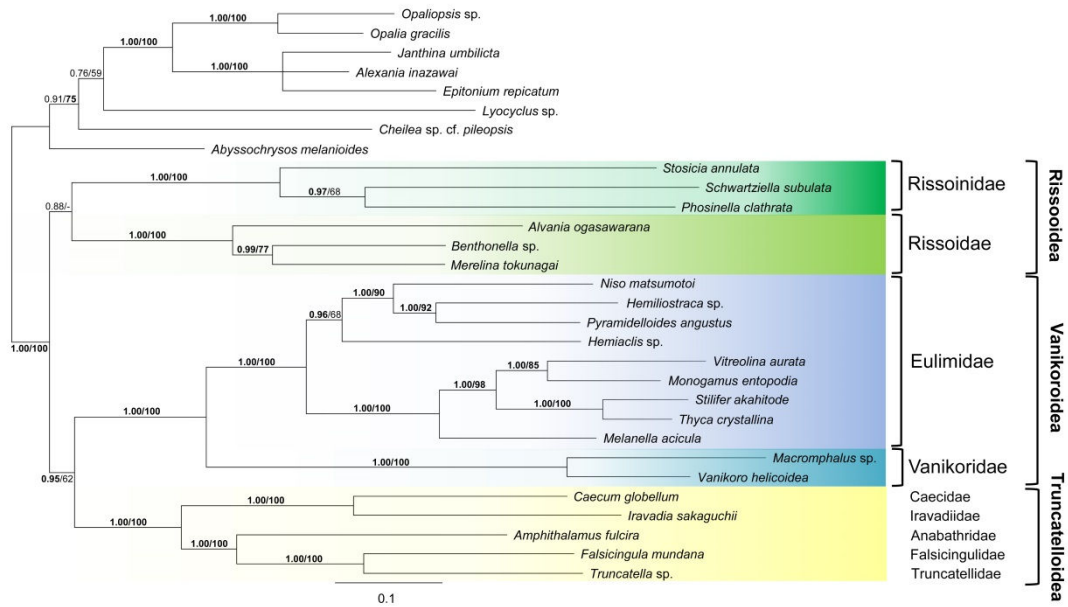 1.00/100
Opaliopsis sp.
Opalia gracilis
1.00/100
Janthina umbilicta
0.76/59
1.00/100
Alexania inazawai
Epitonium repicatum
0.91/75
Lyocyclus sp.
Cheilea sp. cf. pileopsis
Abyssochrysos melanioides
1.00/100
Stosicia annulata
0.97/68
Schwartziella subulata
Phosinella clathrata
Rissoinidae
0.88/-
1.00/100
Alvania ogasawarana
0.99/77
Benthonella sp.
Merelina tokunagai
Rissoidae
Rissooidea
1.00/100
1.00/90
Niso matsumotoi
0.96/68
1.00/92
Hemiliostraca sp.
Pyramidelloides angustus
Hemiaclis sp.
1.00/100
1.00/85
Vitreolina aurata
1.00/98
Monogamus entopodia
1.00/100
1.00/100
Stilifer akahitode
1.00/100
Thyca crystallina
Melanella acicula
Eulimidae
1.00/100
Macromphalus sp.
Vanikoro helicoidea
Vanikoridae
Vanikoroidea
0.95/62
1.00/100
Caecum globellum
Caecidae
1.00/100
Iravadia sakaguchii
Iravadiidae
1.00/100
Amphithalamus fulcira
Anabathridae
1.00/100
Falsicingula mundana
Falsicingulidae
Truncatella sp.
Truncatellidae
Truncatelloidea
0.1